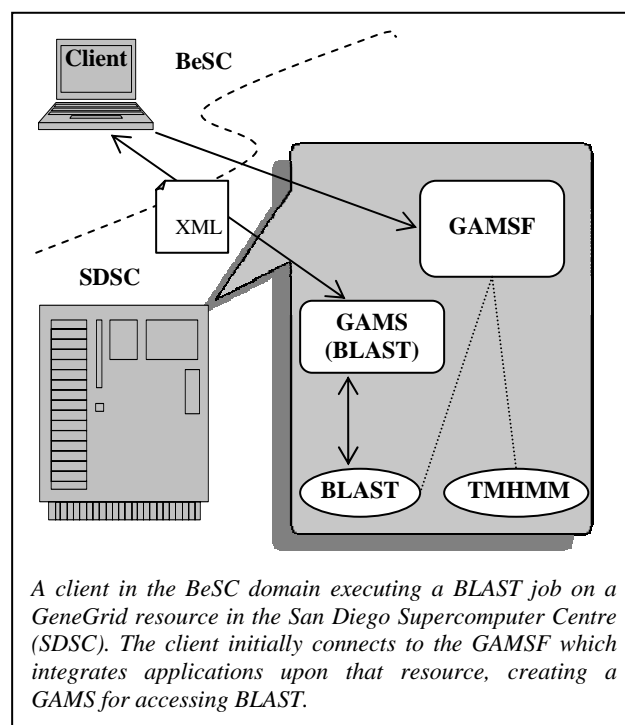 Client
BeSC
XML
GAMSF
SDSC
GAMS
(BLAST)
BLAST
TMHMM
A client in the BeSC domain executing a BLAST job on a
GeneGrid resource in the San Diego Supercomputer Centre
(SDSC). The client initially connects to the GAMSF which
integrates applications upon that resource, creating a
GAMS for accessing BLAST.